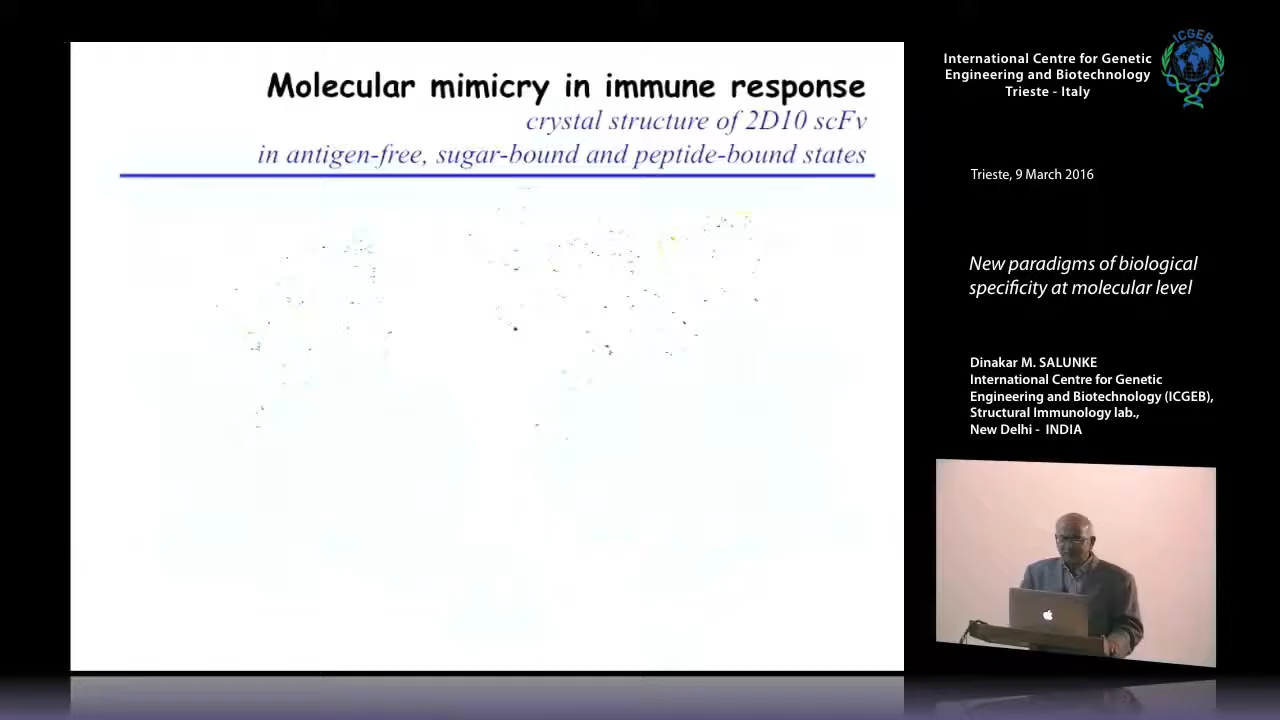 Molecular mimicry in immune response
crystal structure of 2D10 scFv
in antigen-free, sugar-bound and peptide-bound states
International Centre for Genetic
Engineering and Biotechnology
Trieste - Italy
ICGEB
Trieste, 9 March 2016
New paradigms of biological
specificity at molecular level
Dinakar M. SALUNKE
International Centre for Genetic
Engineering and Biotechnology (ICGEB),
Structural Immunology lab.,
New Delhi - INDIA